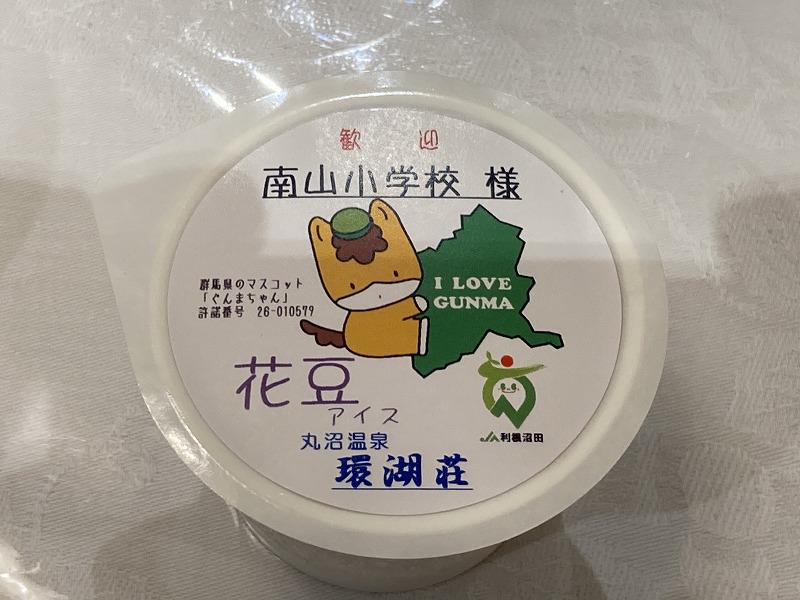 歓 迎
南山小学校 様
I LOVE
GUNMA
群馬県のマスコット
「ぐんまちゃん」
許諾番号 26-010579
花豆
アイス
JA利根沼田
丸沼温泉
環湖荘